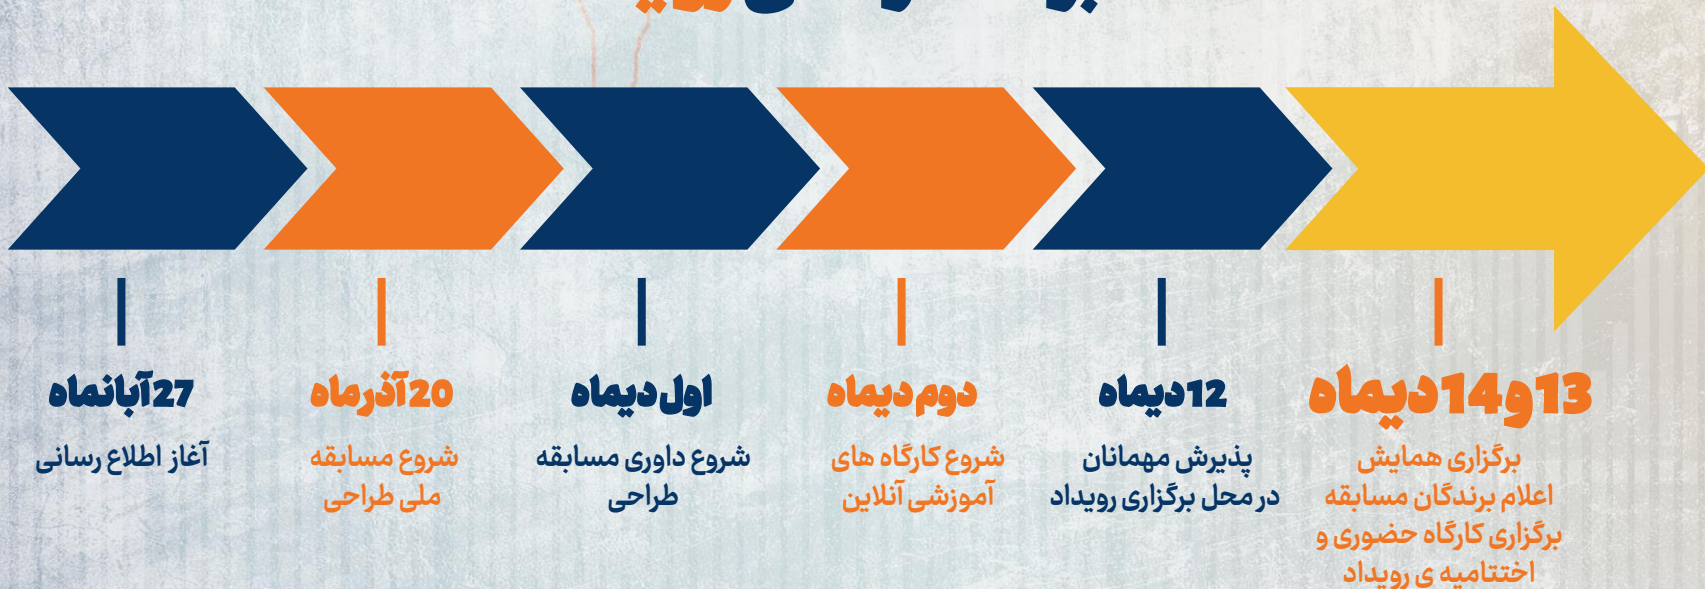 27آبانماه
آغاز اطلاع رسانی
20آذرماه
شروع مسابقه
ملی طراحی
اول دیماه
شروع داوری مسابقه
طراحی
دوم دیماه
شروع کارگاه های
آموزشی آنلاین
12دیماه
پذیرش مهمانان
در محل برگزاری رویداد
13و14دیماه
برگزاری همایش
اعلام برندگان مسابقه
برگزاری کارگاه حضوری و
اختتامیه ی رویداد